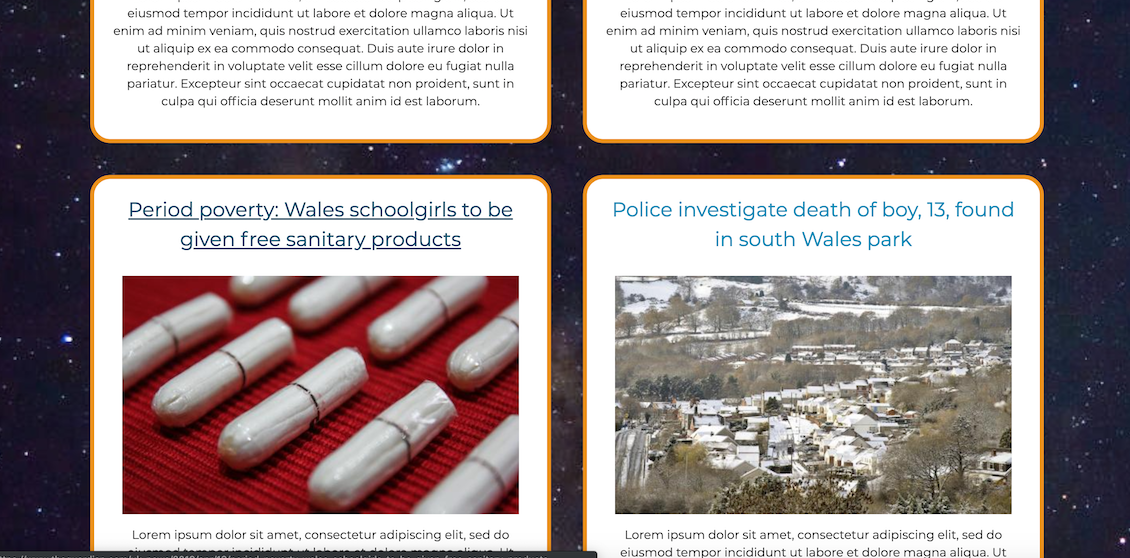 eiusmod tempor incididunt ut labore et dolore magna aliqua. Ut
enim ad minim veniam, quis nostrud exercitation ullamco laboris nisi
ut aliquip ex ea commodo consequat. Duis aute irure dolor in
reprehenderit in voluptate velit esse cillum dolore eu fugiat nulla
pariatur. Excepteur sint occaecat cupidatat non proident, sunt in
culpa qui officia deserunt mollit anim id est laborum.
eiusmod tempor incididunt ut labore et dolore magna aliqua. Ut
enim ad minim veniam, quis nostrud exercitation ullamco laboris nisi
ut aliquip ex ea commodo consequat. Duis aute irure dolor in
reprehenderit in voluptate velit esse cillum dolore eu fugiat nulla
pariatur. Excepteur sint occaecat cupidatat non proident, sunt in
culpa qui officia deserunt mollit anim id est laborum.
Period poverty: Wales schoolgirls to be
given free sanitary products
Lorem ipsum dolor sit amet, consectetur adipiscing elit, sed do
Police investigate death of boy, 13, found
in south Wales park
Lorem ipsum dolor sit amet, consectetur adipiscing elit, sed do
eiusmod tempor incididunt ut labore et dolore magna aliqua. Ut